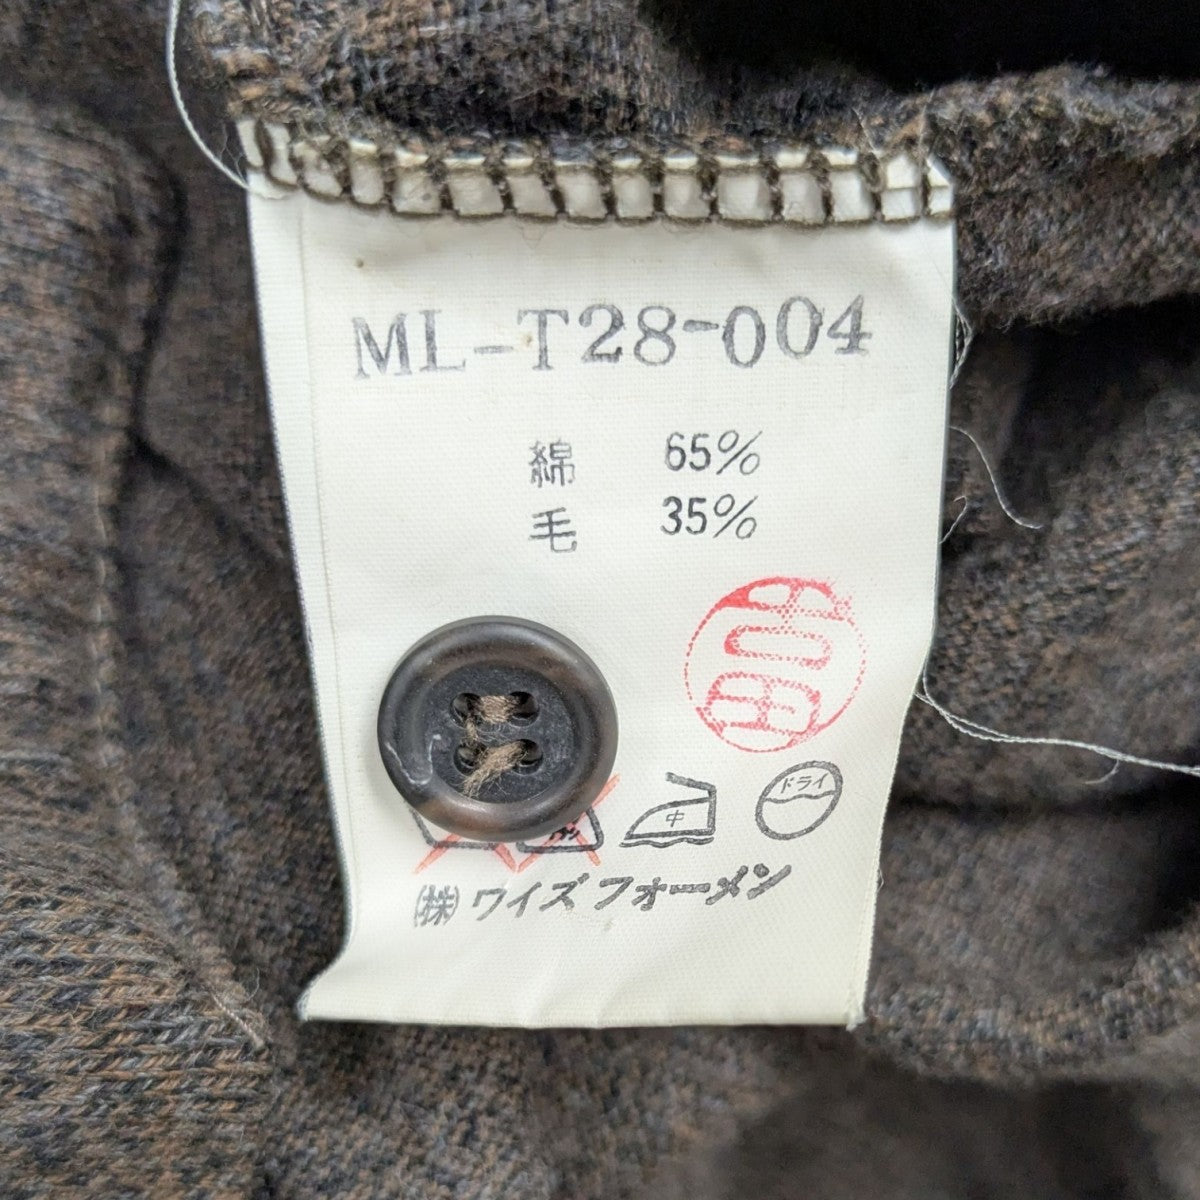 ML-T28-004
綿 65%
毛 35%
中 ドライ
㈱ワイズフォーメン